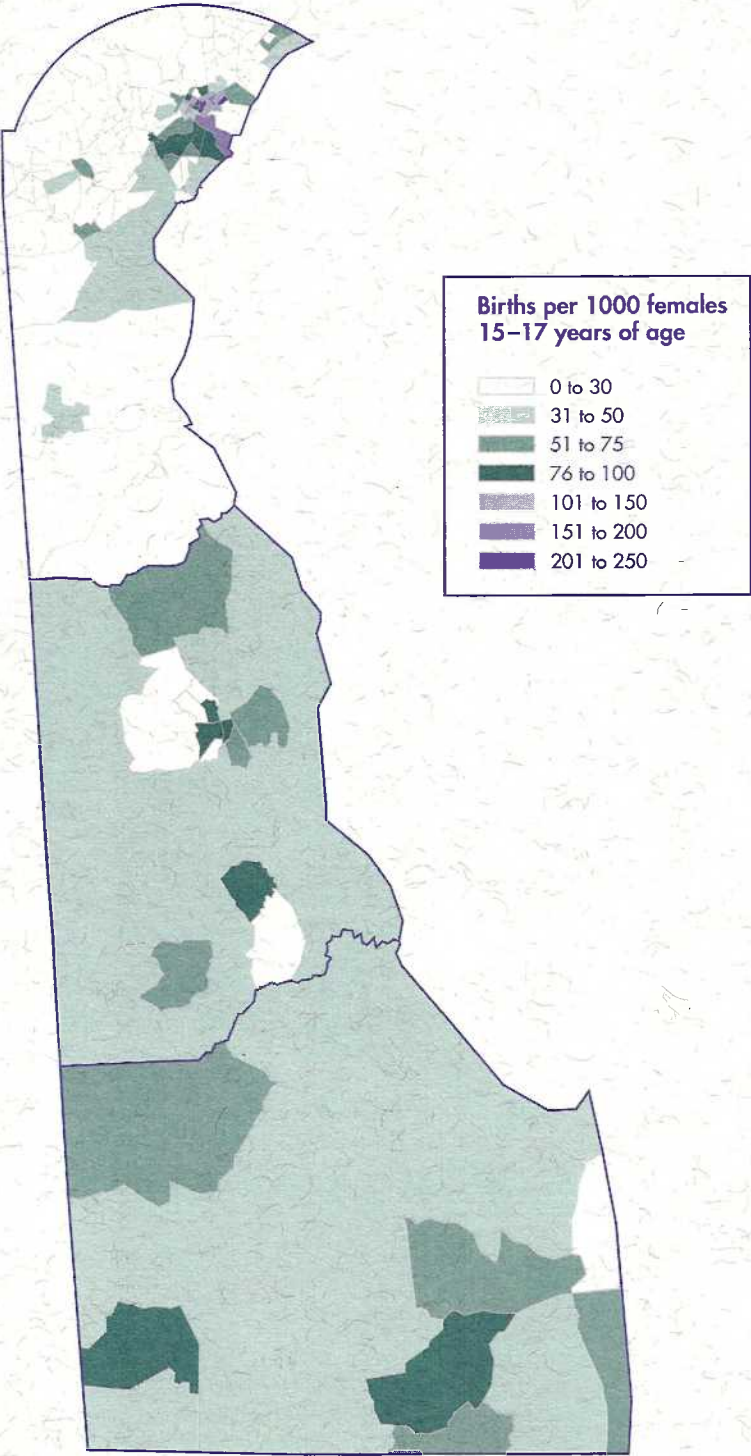 Births per 1000 females
15–17 years of age
0 to 30
31 to 50
51 to 75
76 to 100
101 to 150
151 to 200
201 to 250